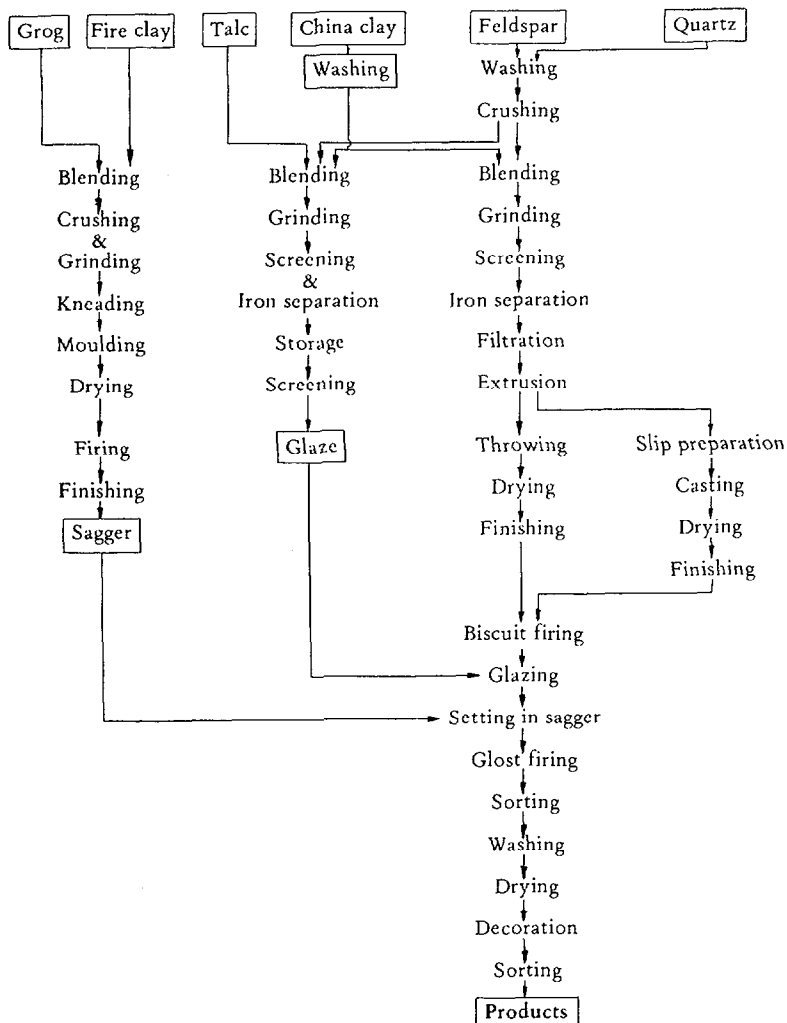 Grog
Fire clay
Talc
China clay
Feldspar
Quartz
Washing
Washing
Crushing
Blending
Crushing
&
Grinding
Kneading
Moulding
Drying
Firing
Finishing
Sagger
Blending
Grinding
Screening
&
Iron separation
Storage
Screening
Glaze
Blending
Grinding
Screening
Iron separation
Filtration
Extrusion
Throwing
Drying
Finishing
Slip preparation
Casting
Drying
Finishing
Biscuit firing
Glazing
Setting in sagger
Glost firing
Sorting
Washing
Drying
Decoration
Sorting
Products